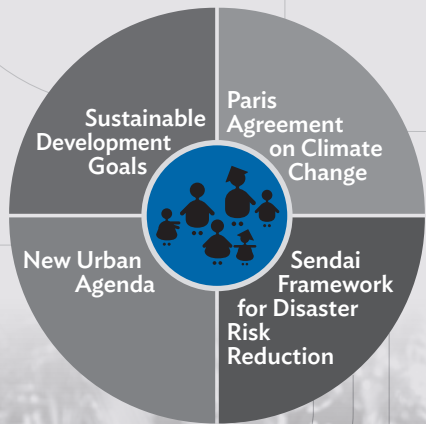 Sustainable
Development
Goals
Paris
Agreement
on Climate
Change
New Urban
Agenda
Sendai
Framework
for Disaster
Risk
Reduction